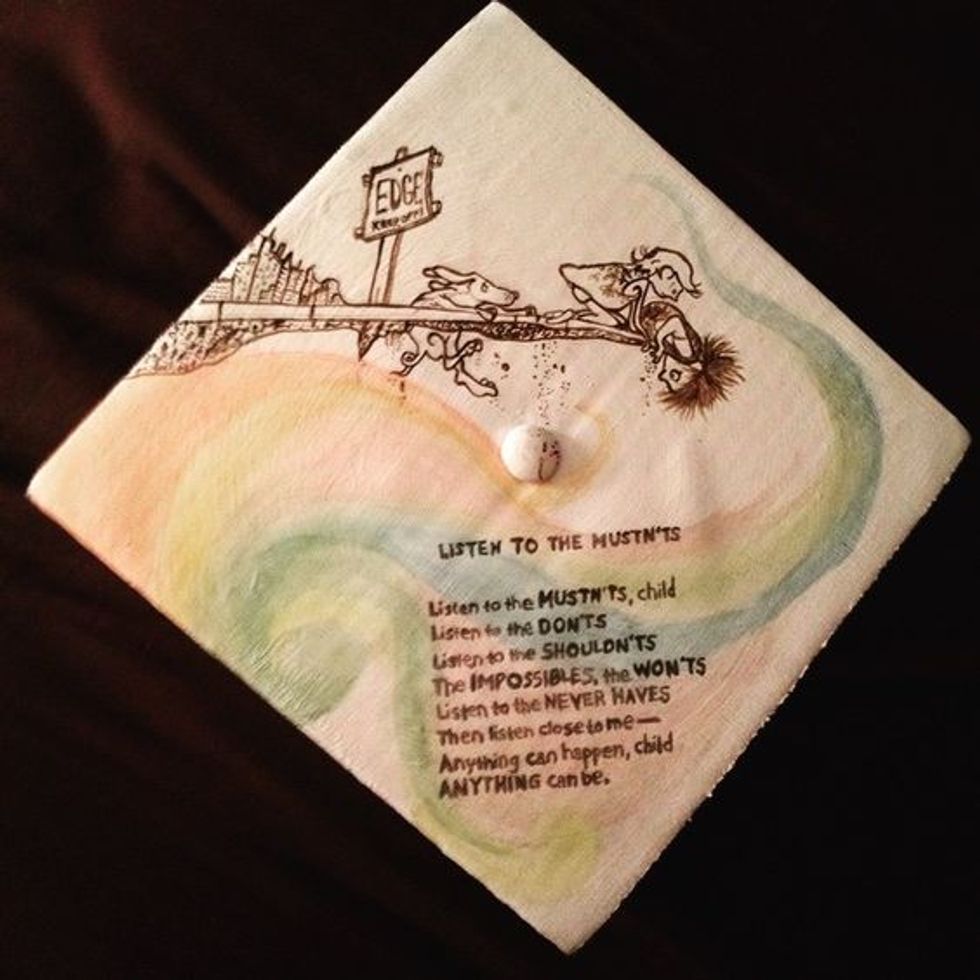 EDGE
KEEP OFF!
LISTEN TO THE MUSTN'TS
Listen to the MUSTN'TS, child
Listen to the DON'TS
Listen to the SHOULDN'TS
The IMPOSSIBLES, the WON'TS
Listen to the NEVER HAVES
Then listen close to me—
Anything can happen, child
ANYTHING can be.